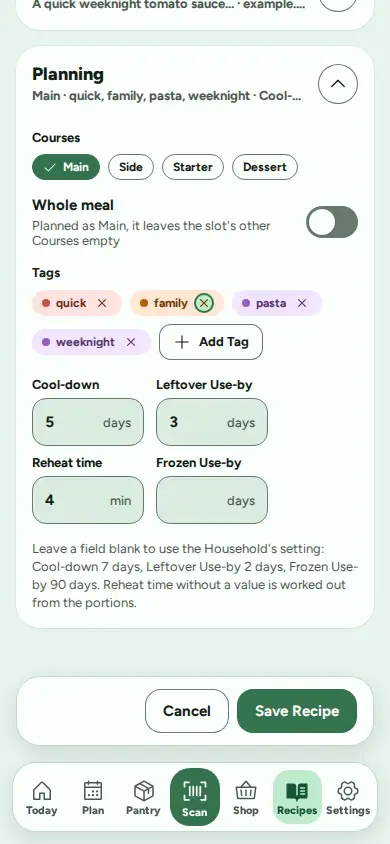 A quick weeknight tomato sauce... · example....
Planning
Main · quick, family, pasta, weeknight · Cool-...
Courses
Main
Side
Starter
Dessert
Whole meal
Planned as Main, it leaves the slot's other
Courses empty
Tags
quick
family
pasta
weeknight
Add Tag
Cool-down
Leftover Use-by
5 days
3 days
Reheat time
Frozen Use-by
4 min
days
Leave a field blank to use the Household's setting:
Cool-down 7 days, Leftover Use-by 2 days, Frozen Use-
by 90 days. Reheat time without a value is worked out
from the portions.
Cancel
Save Recipe
Today
Plan
Pantry
Scan
Shop
Recipes
Settings